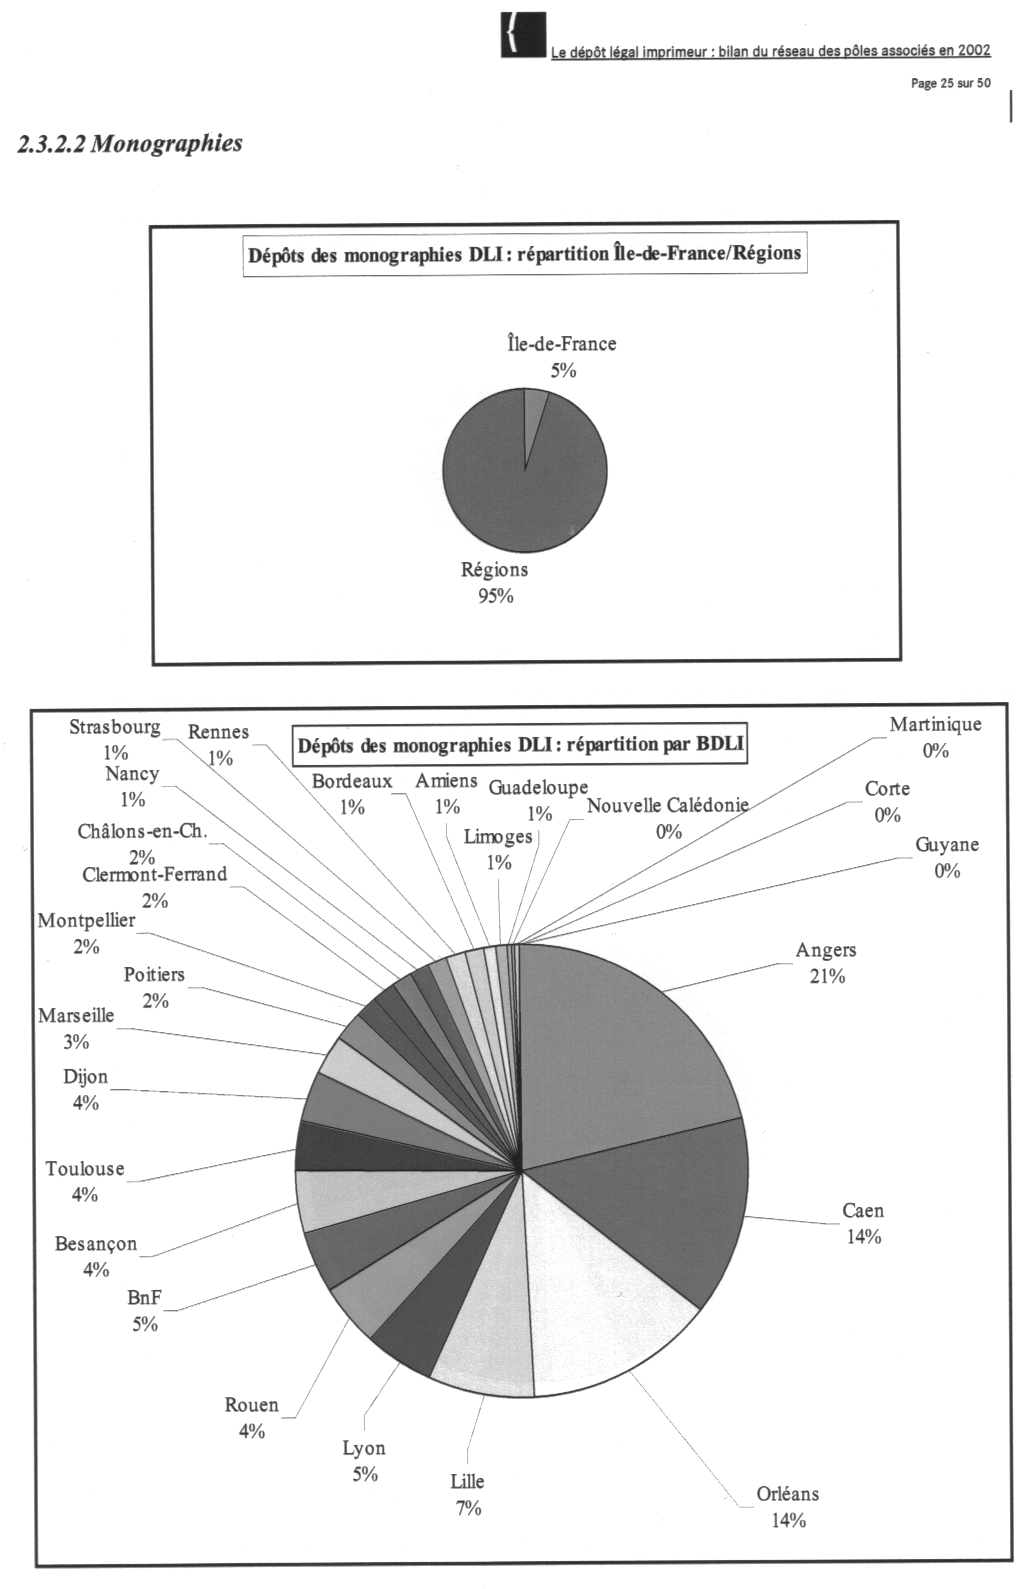 Le dépôt légal imprimeur : bilan du réseau des pôles associés en 2002
Page 25 sur 50
2.3.2.2 Monographies
Dépôts des monographies DLI : répartition Île-de-France/Régions
Île-de-France
5%
Régions
95%
Dépôts des monographies DLI : répartition par BDLI
Strasbourg
1%
Rennes
1%
Nancy
1%
Bordeaux
1%
Amiens
1%
Guadeloupe
1%
Limoges
1%
Nouvelle Calédonie
0%
Martinique
0%
Corte
0%
Guyane
0%
Châlons-en-Ch.
2%
Clermont-Ferrand
2%
Montpellier
2%
Poitiers
2%
Marseille
3%
Dijon
4%
Toulouse
4%
Besançon
4%
BnF
5%
Rouen
4%
Lyon
5%
Lille
7%
Orléans
14%
Caen
14%
Angers
21%